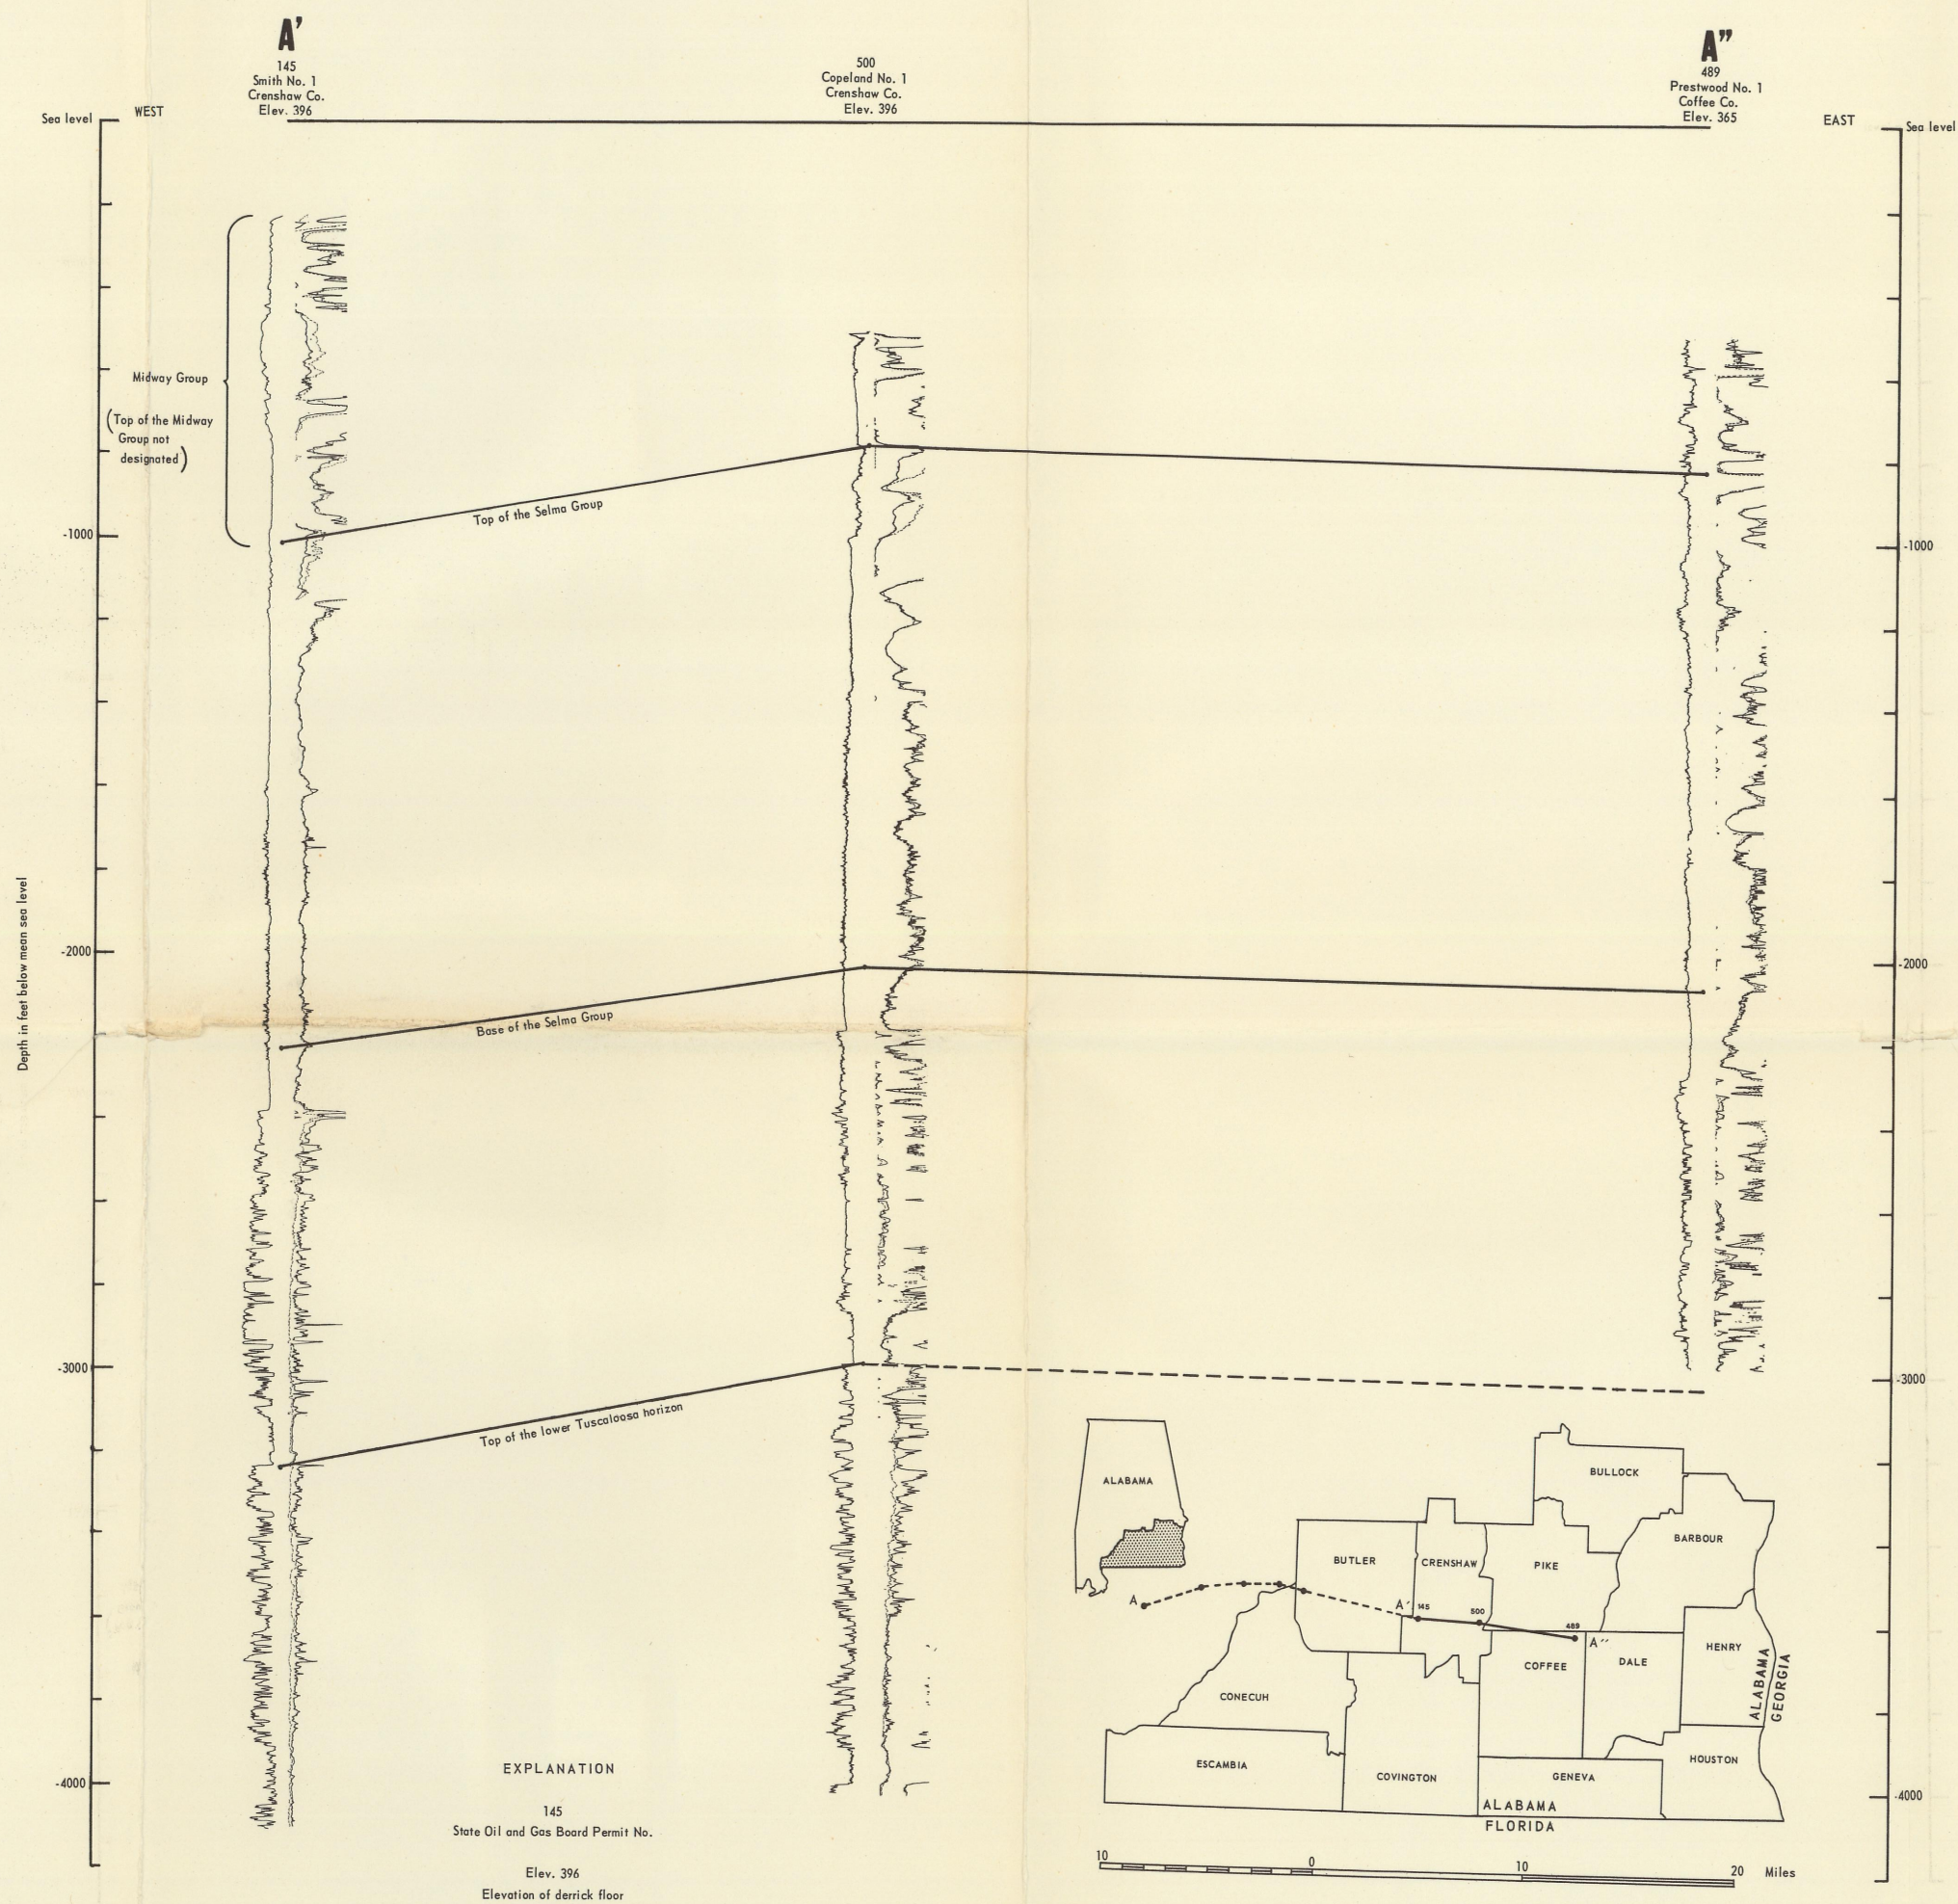 A’
145
Smith No. 1
Crenshaw Co.
Elev. 396
500
Copeland No. 1
Crenshaw Co.
Elev. 396
A”
489
Prestwood No. 1
Coffee Co.
Elev. 365
Sea level
WEST
EAST
Sea level
Midway Group
(Top of the Midway
Group not
designated)
Top of the Selma Group
-1000
-1000
-2000
-2000
Depth in feet below mean sea level
Base of the Selma Group
-3000
-3000
Top of the lower Tuscaloosa horizon
ALABAMA
BULLOCK
BARBOUR
BUTLER
CRENSHAW
PIKE
A
A'
145
500
489
A''
HENRY
COFFEE
DALE
ALABAMA
GEORGIA
CONECUH
ESCAMBIA
COVINGTON
GENEVA
HOUSTON
ALABAMA
FLORIDA
-4000
-4000
EXPLANATION
145
State Oil and Gas Board Permit No.
Elev. 396
Elevation of derrick floor
10
0
10
20
Miles